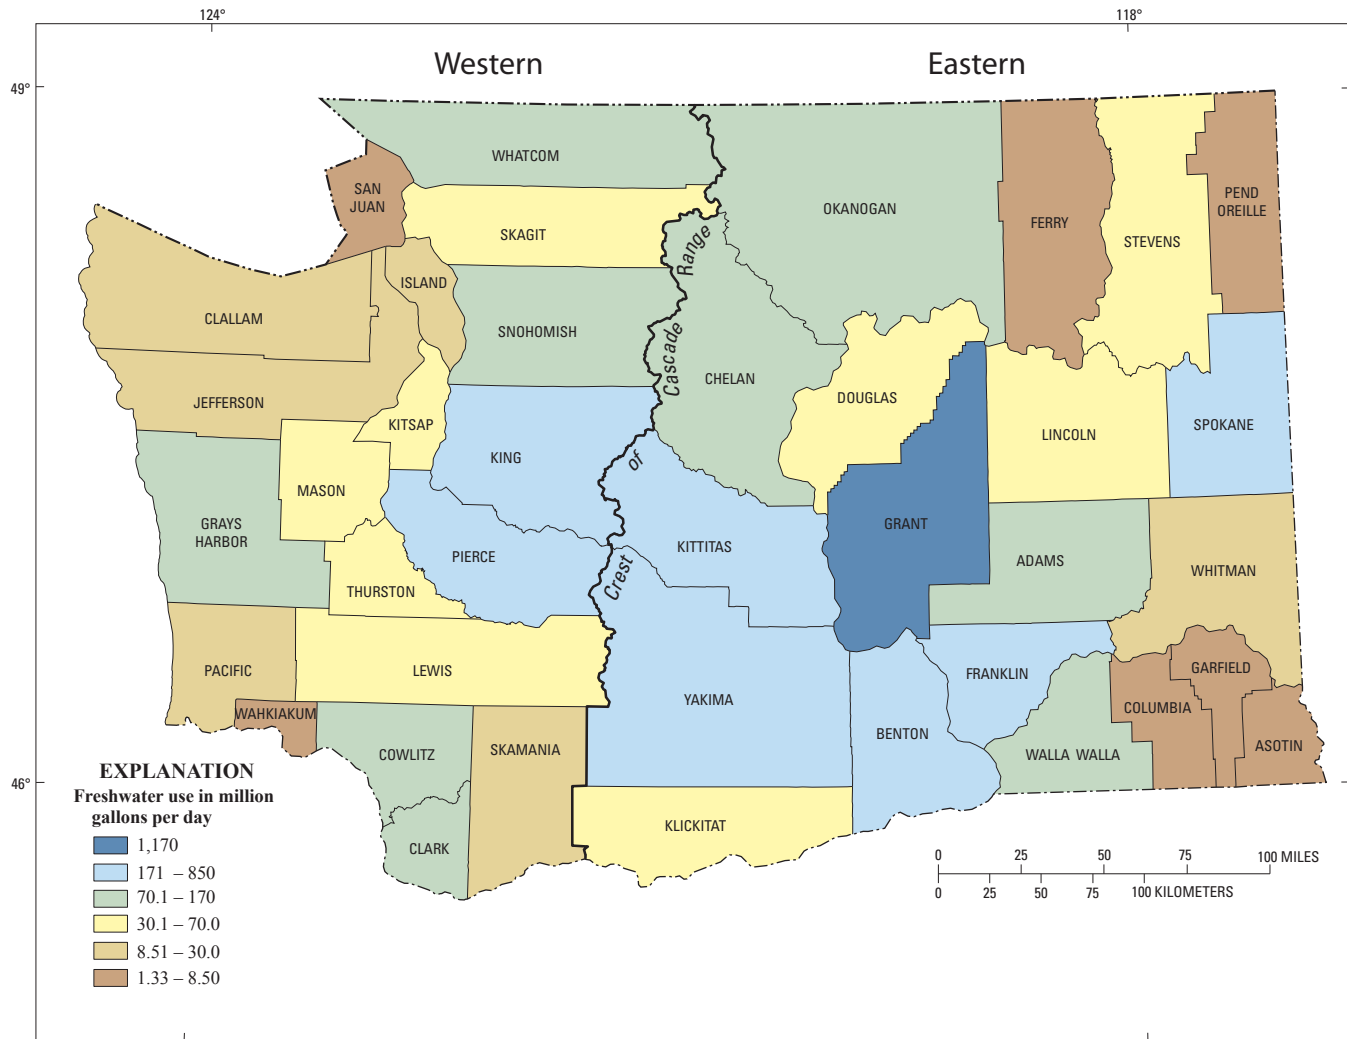 124°
118°
49°
Western
Eastern
WHATCOM
SAN
JUAN
SKAGIT
OKANOGAN
FERRY
STEVENS
PEND
OREILLE
ISLAND
CLALLAM
SNOHOMISH
JEFFERSON
KITSAP
CHELAN
DOUGLAS
LINCOLN
SPOKANE
KING
MASON
GRAYS
HARBOR
PIERCE
THURSTON
KITTITAS
GRANT
ADAMS
WHITMAN
Crest of Cascade Range
PACIFIC
LEWIS
YAKIMA
FRANKLIN
GARFIELD
COLUMBIA
ASOTIN
WAHKIAKUM
COWLITZ
SKAMANIA
BENTON
WALLA WALLA
CLARK
KLICKITAT
46°
EXPLANATION
Freshwater use in million
gallons per day
1,170
171 – 850
70.1 – 170
30.1 – 70.0
8.51 – 30.0
1.33 – 8.50
0 25 50 75 100 MILES
0 25 50 75 100 KILOMETERS